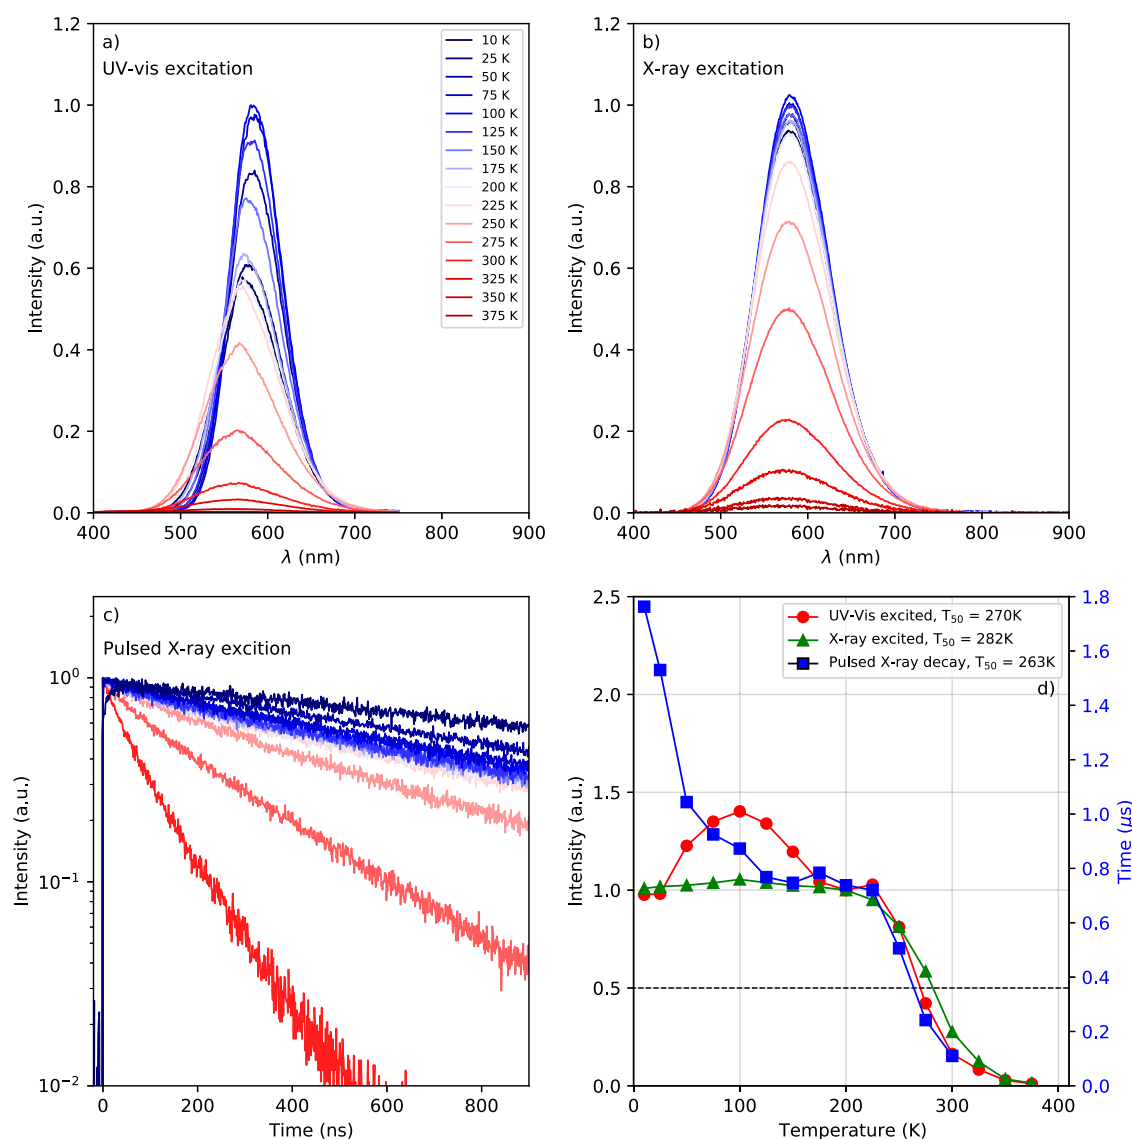 a)
UV-vis excitation
10 K
25 K
50 K
75 K
100 K
125 K
150 K
175 K
200 K
225 K
250 K
275 K
300 K
325 K
350 K
375 K
1.2
1.0
0.8
0.6
0.4
0.2
0.0
Intensity (a.u.)
400 500 600 700 800 900
λ (nm)
b)
X-ray excitation
1.2
1.0
0.8
0.6
0.4
0.2
0.0
Intensity (a.u.)
400 500 600 700 800 900
λ (nm)
c)
Pulsed X-ray excition
10⁰
10⁻¹
10⁻²
Intensity (a.u.)
0 200 400 600 800
Time (ns)
UV-Vis excited, T₅₀ = 270K
X-ray excited, T₅₀ = 282K
Pulsed X-ray decay, T₅₀ = 263K
d)
2.5
2.0
1.5
1.0
0.5
0.0
Intensity (a.u.)
1.8
1.6
1.4
1.2
1.0
0.8
0.6
0.4
0.2
0.0
Time (μs)
0 100 200 300 400
Temperature (K)